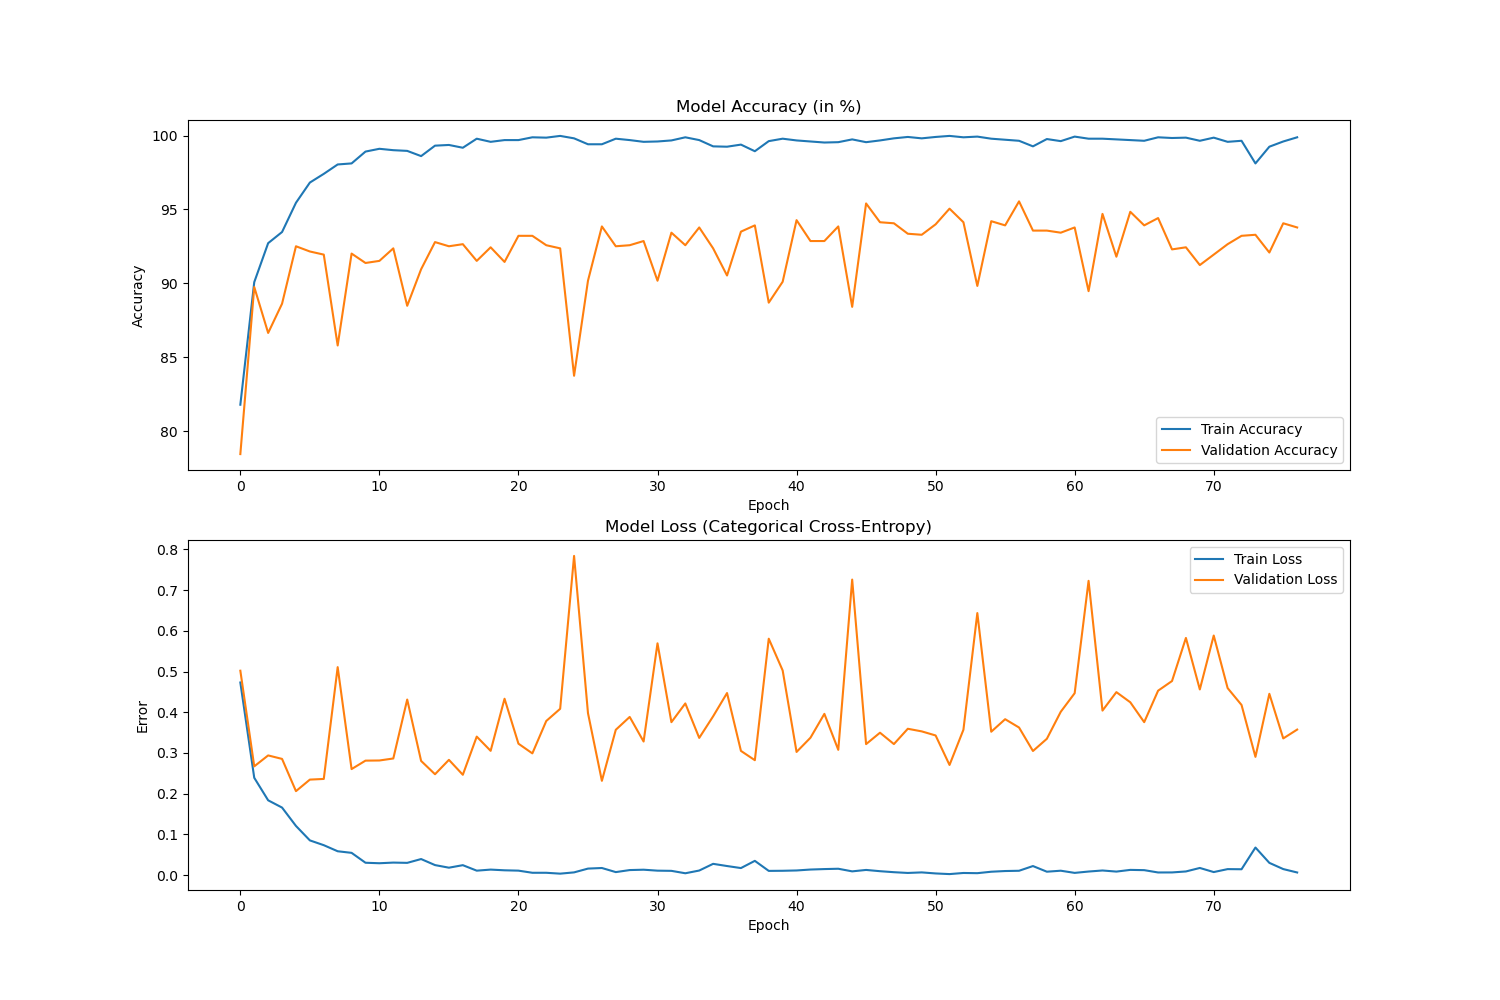 Model Accuracy (in %)
100
95
90
85
80
Accuracy
Train Accuracy
Validation Accuracy
0 10 20 30 40 50 60 70
Epoch
Model Loss (Categorical Cross-Entropy)
0.8
0.7
0.6
0.5
0.4
0.3
0.2
0.1
0.0
Error
Train Loss
Validation Loss
0 10 20 30 40 50 60 70
Epoch